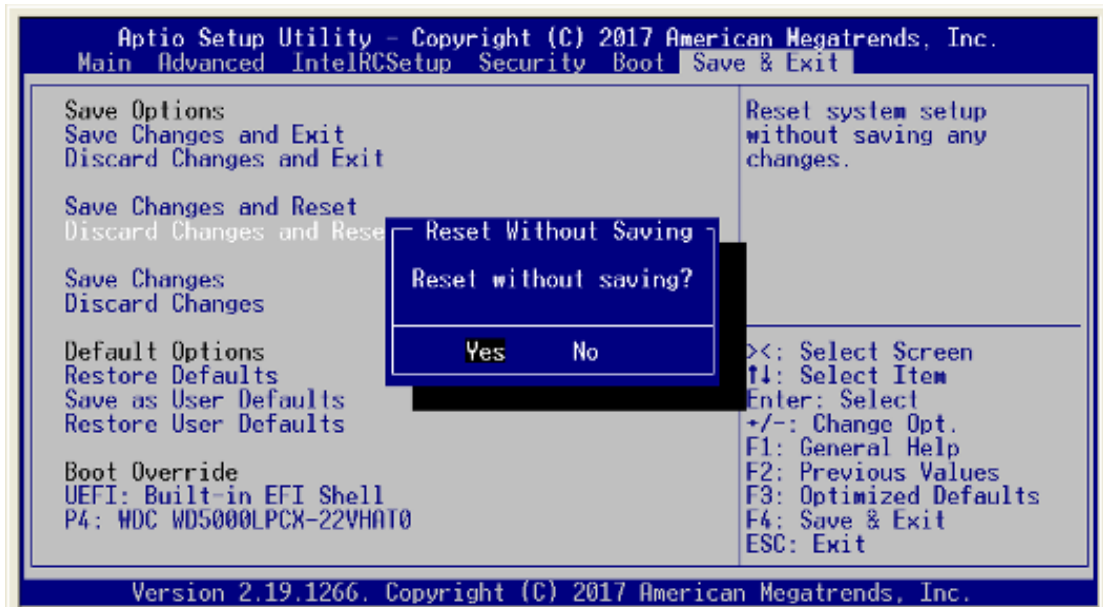 Aptio Setup Utility - Copyright (C) 2017 American Megatrends, Inc.
Main Advanced IntelRCSetup Security Boot Save & Exit
Save Options
Save Changes and Exit
Discard Changes and Exit
Save Changes and Reset
Discard Changes and Rese
Save Changes
Discard Changes
Default Options
Restore Defaults
Save as User Defaults
Restore User Defaults
Boot Override
UEFI: Built-in EFI Shell
P4: WDC WD5000LPCX-22VHAT0
Reset Without Saving
Reset without saving?
Yes No
Reset system setup
without saving any
changes.
><: Select Screen
↑↓: Select Item
Enter: Select
+/-: Change Opt.
F1: General Help
F2: Previous Values
F3: Optimized Defaults
F4: Save & Exit
ESC: Exit
Version 2.19.1266. Copyright (C) 2017 American Megatrends, Inc.